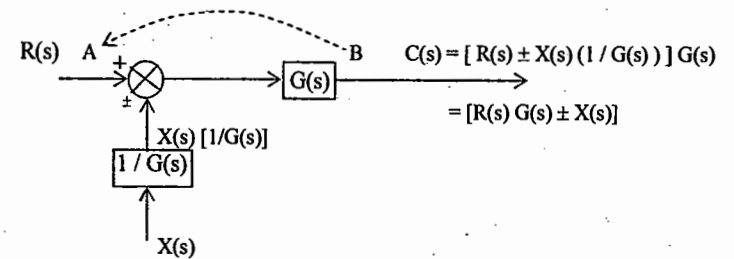 R(s) A B C(s) = [ R(s) ± X(s) (1 / G(s) ) ] G(s)
+
G(s)
±
= [R(s) G(s) ± X(s)]
X(s) [1/G(s)]
1 / G(s)
X(s)